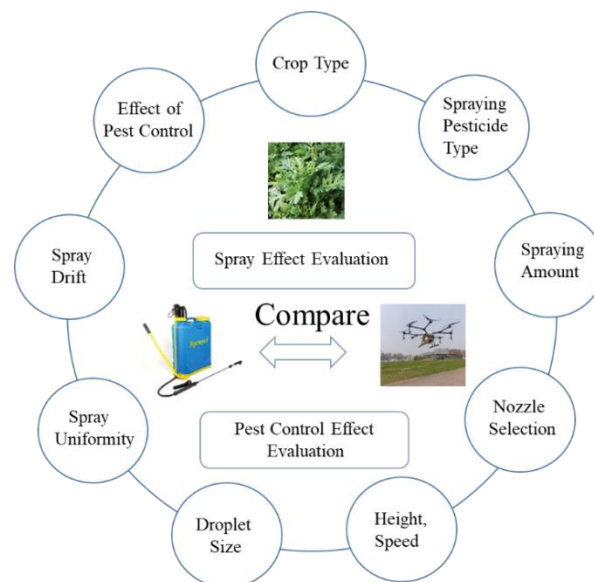 Crop Type
Effect of
Pest Control
Spraying
Pesticide
Type
Spray
Drift
Spray Effect Evaluation
Spraying
Amount
Compare
Spray
Uniformity
Nozzle
Selection
Pest Control Effect
Evaluation
Droplet
Size
Height,
Speed